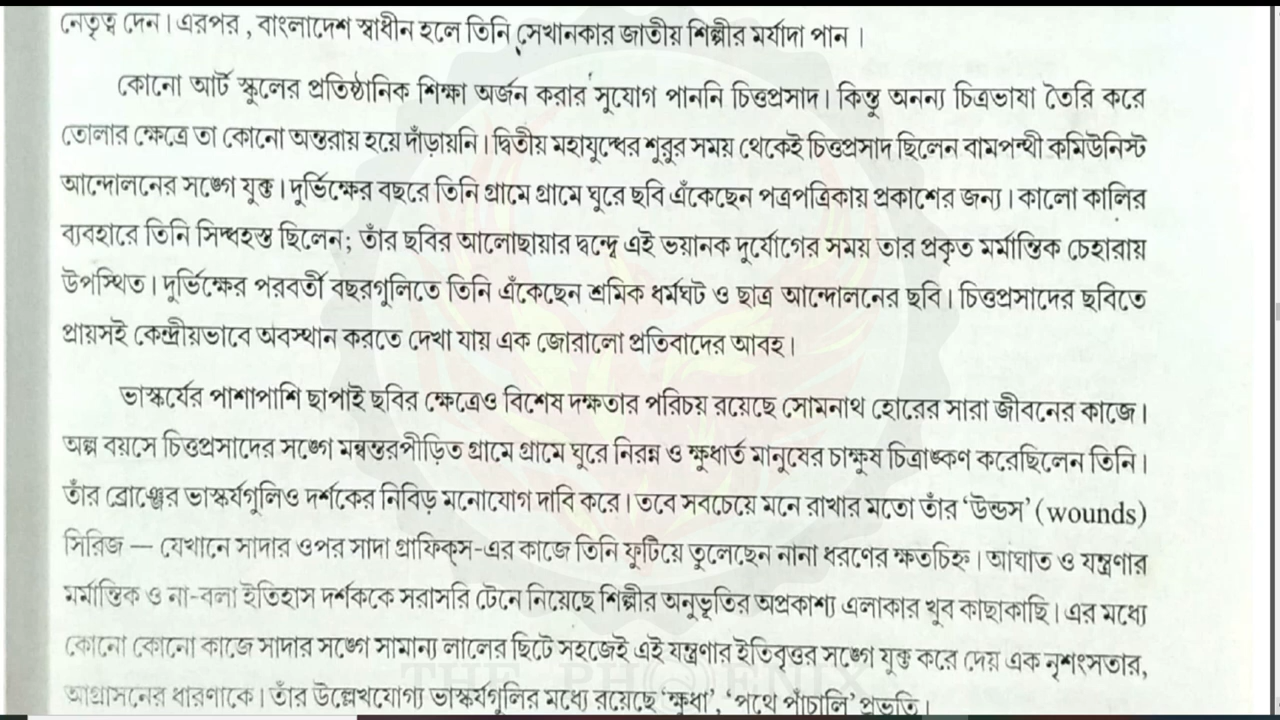 নেতৃত্ব দেন। এরপর, বাংলাদেশ স্বাধীন হলে তিনি সেখানকার জাতীয় শিল্পীর মর্যাদা পান।
কোনো আর্ট স্কুলের প্রতিষ্ঠানিক শিক্ষা অর্জন করার সুযোগ পাননি চিত্তপ্রসাদ। কিন্তু অনন্য চিত্রভাষা তৈরি করে
তোলার ক্ষেত্রে তা কোনো অন্তরায় হয়ে দাঁড়ায়নি। দ্বিতীয় মহাযুদ্ধের শুরুর সময় থেকেই চিত্তপ্রসাদ ছিলেন বামপন্থী কমিউনিস্ট
আন্দোলনের সঙ্গে যুক্ত। দুর্ভিক্ষের বছরে তিনি গ্রামে গ্রামে ঘুরে ছবি এঁকেছেন পত্রপত্রিকায় প্রকাশের জন্য। কালো কালির
ব্যবহারে তিনি সিদ্ধহস্ত ছিলেন; তাঁর ছবির আলোছায়ার দ্বন্দ্বে এই ভয়ানক দুর্যোগের সময় তার প্রকৃত মর্মান্তিক চেহারায়
উপস্থিত। দুর্ভিক্ষের পরবর্তী বছরগুলিতে তিনি এঁকেছেন শ্রমিক ধর্মঘট ও ছাত্র আন্দোলনের ছবি। চিত্তপ্রসাদের ছবিতে
প্রায়সই কেন্দ্রীয়ভাবে অবস্থান করতে দেখা যায় এক জোরালো প্রতিবাদের আবহ।
ভাস্কর্যের পাশাপাশি ছাপাই ছবির ক্ষেত্রেও বিশেষ দক্ষতার পরিচয় রয়েছে সোমনাথ হোরের সারা জীবনের কাজে।
অল্প বয়সে চিত্তপ্রসাদের সঙ্গে মন্বন্তরপীড়িত গ্রামে গ্রামে ঘুরে নিরন্ন ও ক্ষুধার্ত মানুষের চাক্ষুষ চিত্রাঙ্কণ করেছিলেন তিনি।
তাঁর ব্রোঞ্জের ভাস্কর্যগুলিও দর্শকের নিবিড় মনোযোগ দাবি করে। তবে সবচেয়ে মনে রাখার মতো তাঁর ‘উন্ডস’ (wounds)
সিরিজ — যেখানে সাদার ওপর সাদা গ্রাফিক্‌স-এর কাজে তিনি ফুটিয়ে তুলেছেন নানা ধরণের ক্ষতচিহ্ন। আঘাত ও যন্ত্রণার
মর্মান্তিক ও না-বলা ইতিহাস দর্শককে সরাসরি টেনে নিয়েছে শিল্পীর অনুভূতির অপ্রকাশ্য এলাকার খুব কাছাকাছি। এর মধ্যে
কোনো কোনো কাজে সাদার সঙ্গে সামান্য লালের ছিটে সহজেই এই যন্ত্রণার ইতিবৃত্তর সঙ্গে যুক্ত করে দেয় এক নৃশংসতার,
আগ্রাসনের ধারণাকে। তাঁর উল্লেখযোগ্য ভাস্কর্যগুলির মধ্যে রয়েছে ‘ক্ষুধা’, ‘পথে পাঁচালি’ প্রভৃতি।
THE PHOENIX